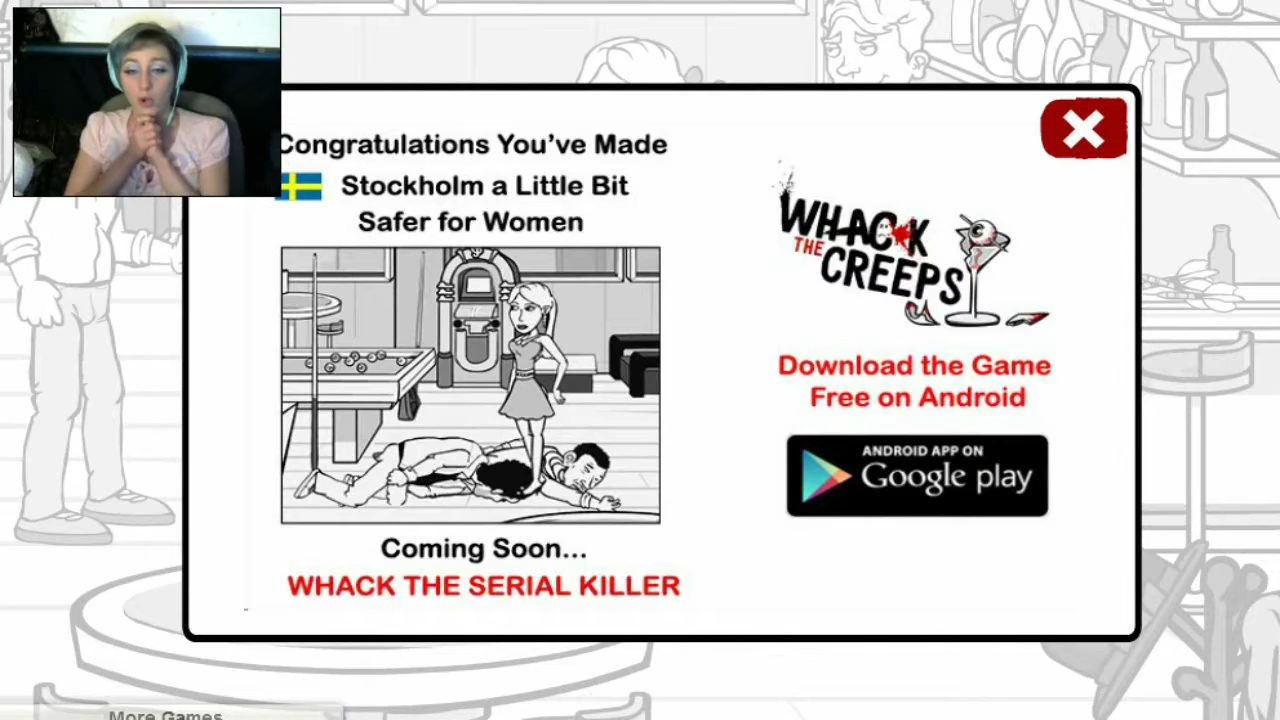 Congratulations You've Made
Stockholm a Little Bit
Safer for Women
WHACK
THE
CREEPS
Download the Game
Free on Android
ANDROID APP ON
Google play
Coming Soon...
WHACK THE SERIAL KILLER
More Games